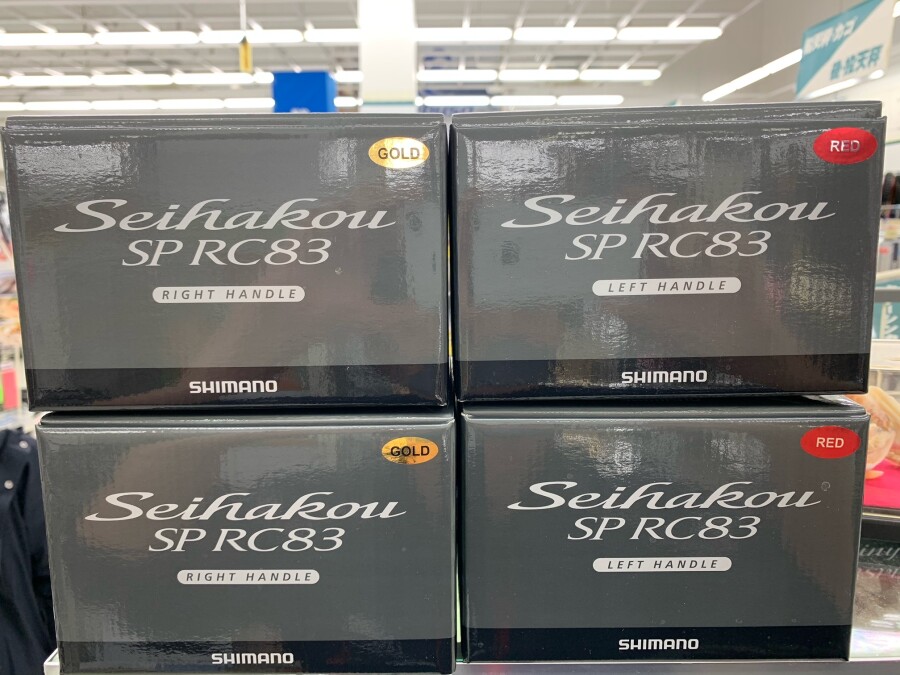 GOLD
Seihakou
SP RC83
RIGHT HANDLE
SHIMANO
RED
Seihakou
SP RC83
LEFT HANDLE
SHIMANO
GOLD
Seihakou
SP RC83
RIGHT HANDLE
SHIMANO
RED
Seihakou
SP RC83
LEFT HANDLE
SHIMANO